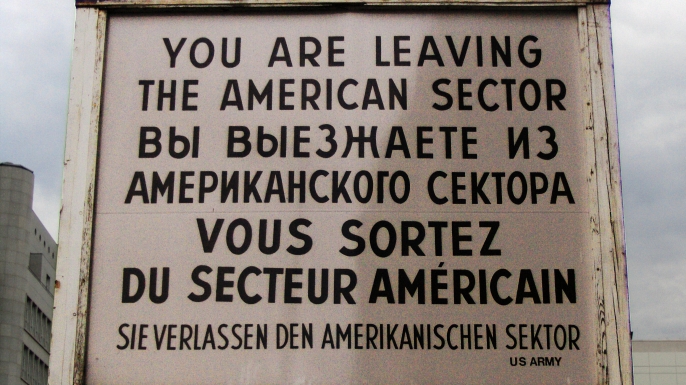 YOU ARE LEAVING
THE AMERICAN SECTOR
ВЫ ВЫЕЗЖАЕТЕ ИЗ
АМЕРИКАНСКОГО СЕКТОРА
VOUS SORTEZ
DU SECTEUR AMÉRICAIN
SIE VERLASSEN DEN AMERIKANISCHEN SEKTOR
US ARMY